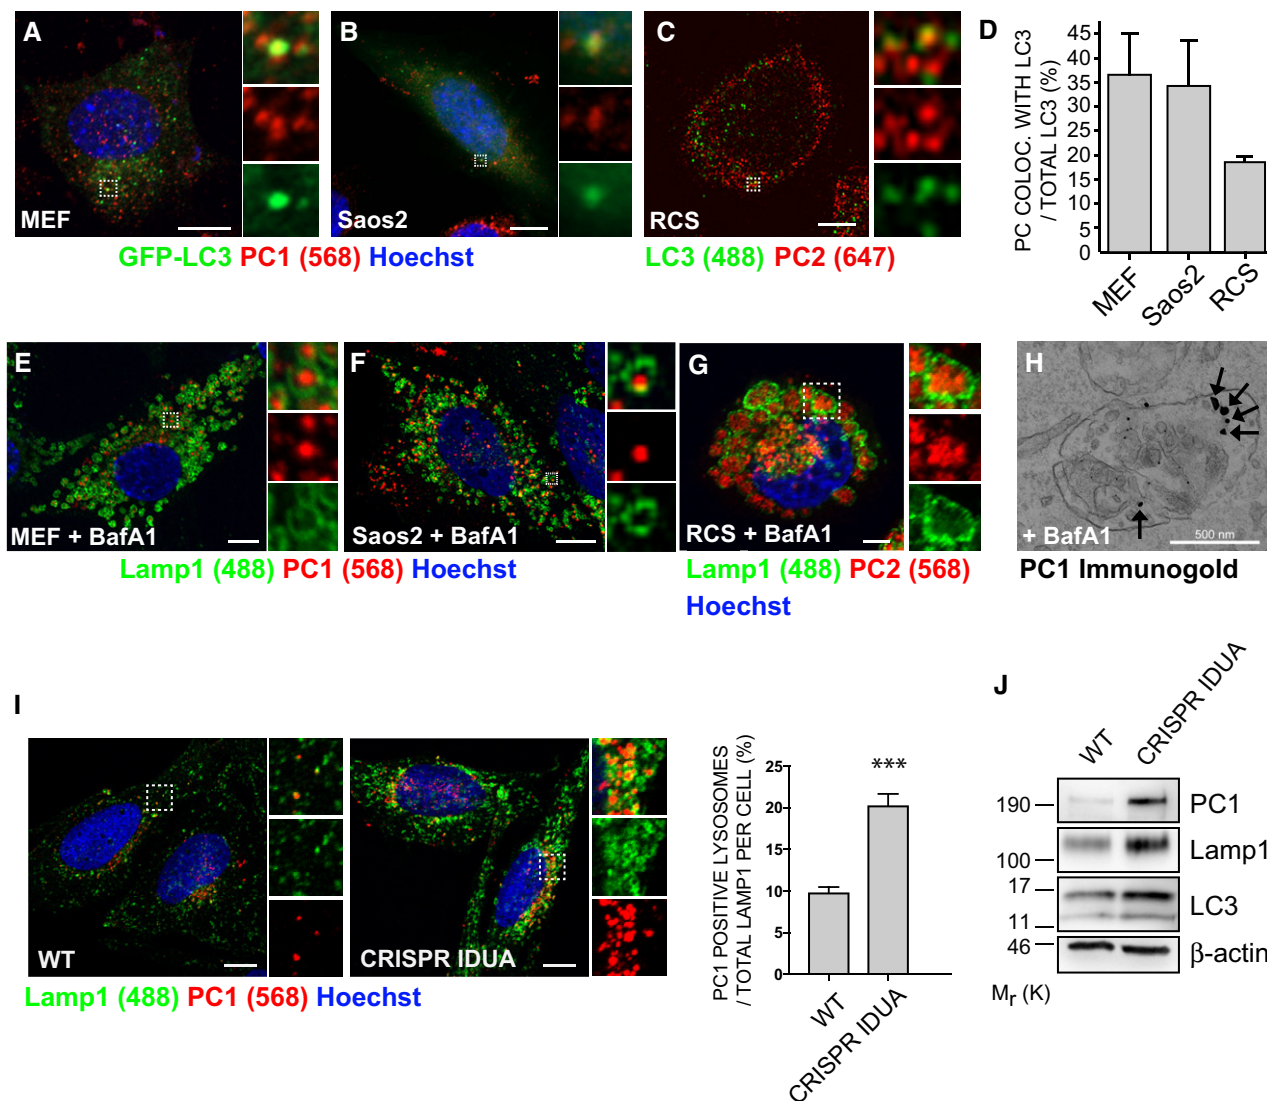 A
MEF
B
Saos2
GFP-LC3 PC1 (568) Hoechst
C
RCS
LC3 (488) PC2 (647)
D
PC COLOC. WITH LC3
/ TOTAL LC3 (%)
45
40
35
30
25
20
15
10
5
0
MEF
Saos2
RCS
E
MEF + BafA1
F
Saos2 + BafA1
Lamp1 (488) PC1 (568) Hoechst
G
RCS + BafA1
Lamp1 (488) PC2 (568)
Hoechst
H
+ BafA1
500 nm
PC1 Immunogold
I
WT
CRISPR IDUA
Lamp1 (488) PC1 (568) Hoechst
PC1 POSITIVE LYSOSOMES
/ TOTAL LAMP1 PER CELL (%)
25
20
15
10
5
0
***
WT
CRISPR IDUA
J
WT
CRISPR IDUA
190
PC1
100
Lamp1
17
11
LC3
46
β-actin
Mr (K)